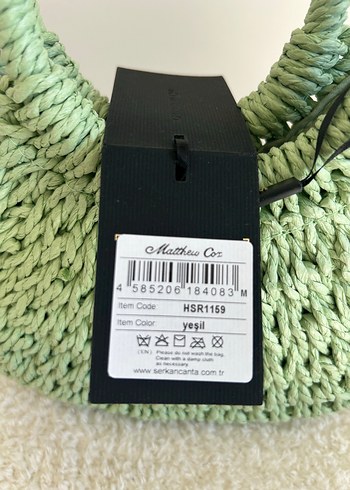 Matthew Cox
4 585206 184083 M
Item Code: HSR1159
Item Color: yeşil
(EN) Please do not wash the bag.
Clean with a damp cloth
as necessary
www.serkancanta.com.tr